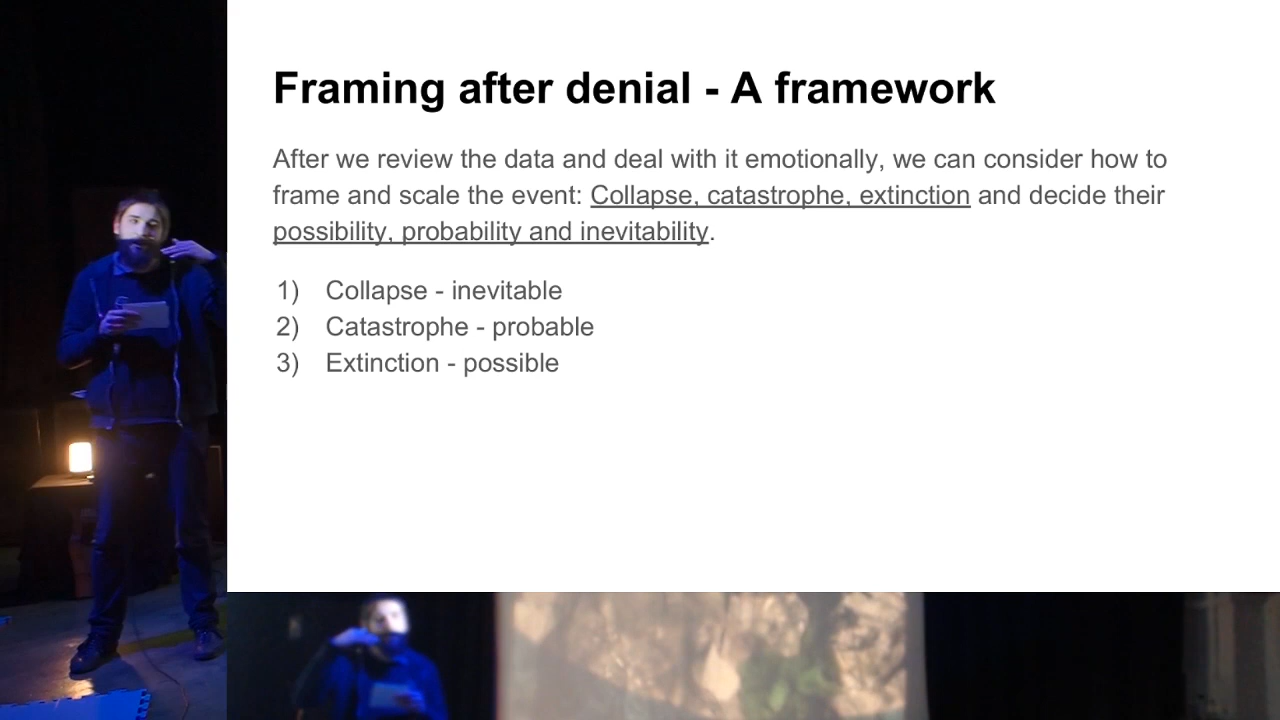 Framing after denial - A framework
After we review the data and deal with it emotionally, we can consider how to
frame and scale the event: Collapse, catastrophe, extinction and decide their
possibility, probability and inevitability.
1) Collapse - inevitable
2) Catastrophe - probable
3) Extinction - possible